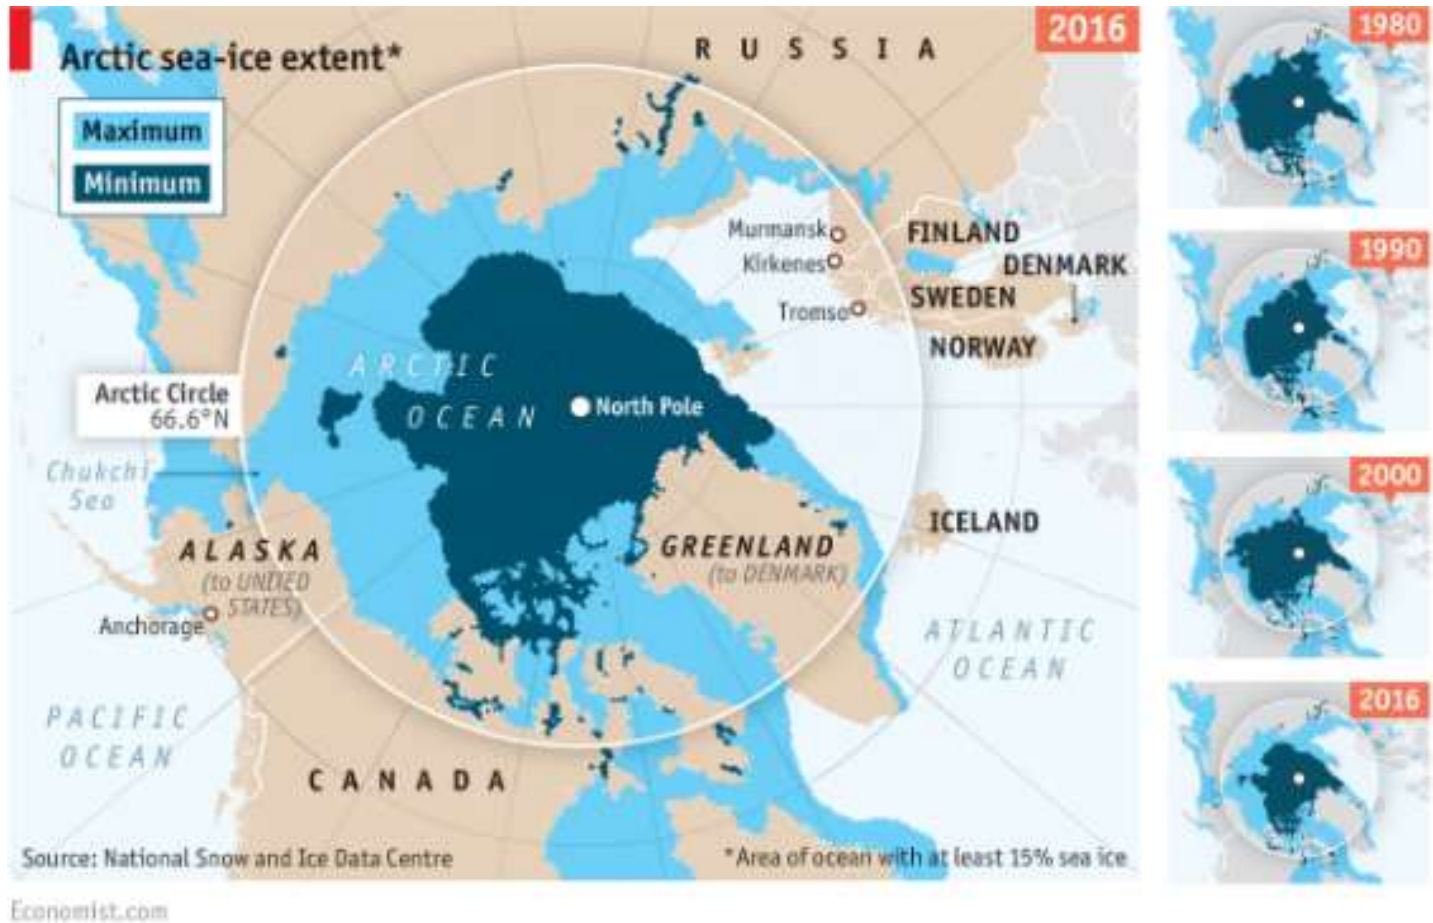 Arctic sea-ice extent*
Maximum
Minimum
2016
RUSSIA
Murmansk
Kirkenes
Tromso
FINLAND
DENMARK
SWEDEN
NORWAY
ARCTIC
OCEAN
North Pole
Arctic Circle
66.6°N
Chukchi
Sea
ALASKA
(to UNITED
STATES)
Anchorage
GREENLAND
(to DENMARK)
ICELAND
ATLANTIC
OCEAN
PACIFIC
OCEAN
CANADA
Source: National Snow and Ice Data Centre
*Area of ocean with at least 15% sea ice
Economist.com
1980
1990
2000
2016